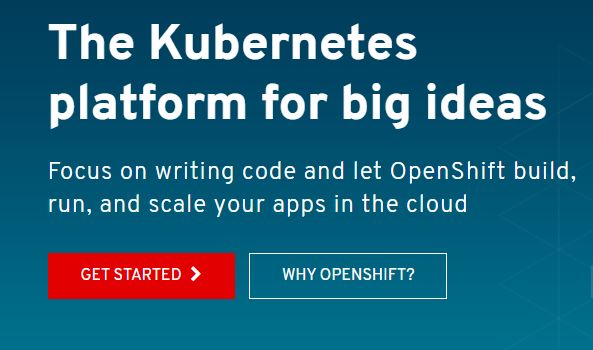 The Kubernetes
platform for big ideas
Focus on writing code and let OpenShift build,
run, and scale your apps in the cloud
GET STARTED
WHY OPENSHIFT?